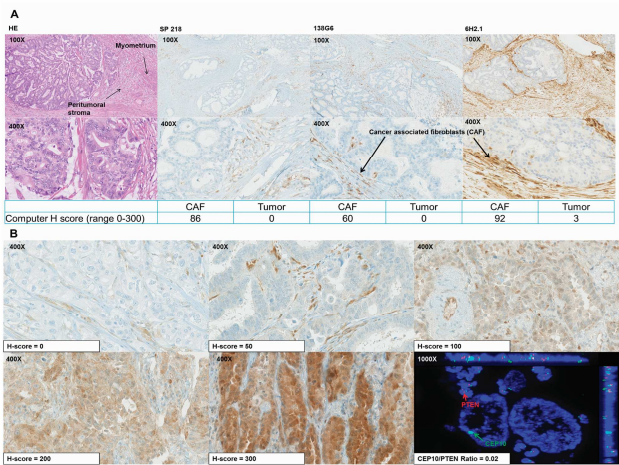 A
HE SP 218 138G6 6H2.1
100X 100X 100X 100X
Myometrium
Peritumoral
stroma
400X 400X 400X 400X
Cancer associated fibroblasts (CAF)
CAF Tumor CAF Tumor CAF Tumor
Computer H score (range 0-300) 86 0 60 0 92 3
B
400X 400X 400X
H-score = 0 H-score = 50 H-score = 100
400X 400X 1000X
PTEN
CEP10
H-score = 200 H-score = 300 CEP10/PTEN Ratio = 0.02